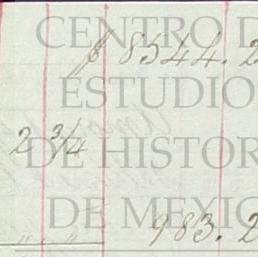 CENTRO D
$ 8544. 2
ESTUDIO
2 3/4
DE HISTOR
DE MEXIC
983. 2